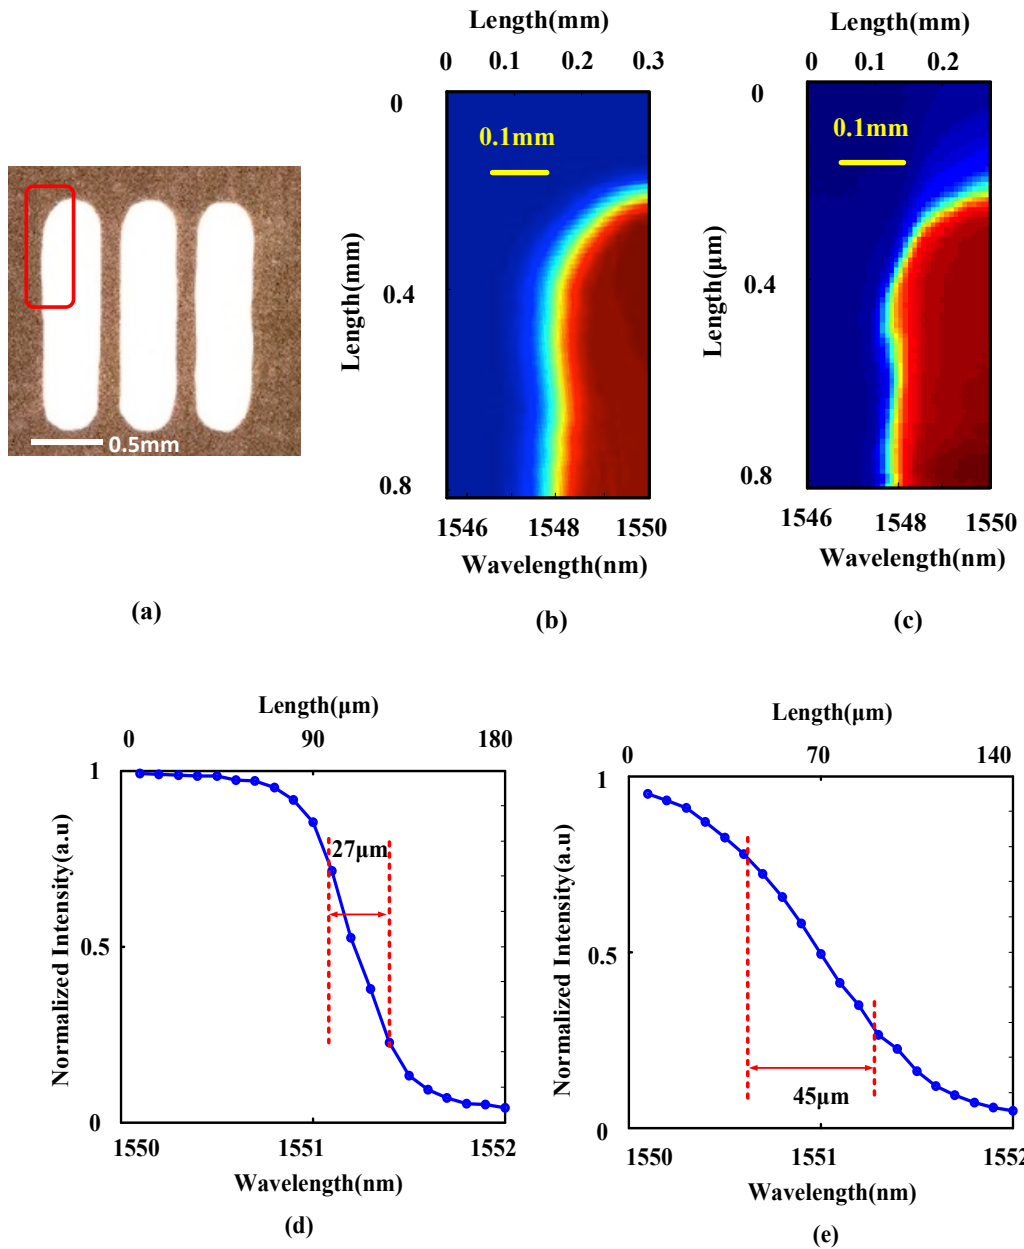 Length(mm)
0 0.1 0.2 0.3
0
0.1mm
Length(mm)
0.4
0.8
1546 1548 1550
Wavelength(nm)
(b)
Length(mm)
0 0.1 0.2
0
0.1mm
Length(μm)
0.4
0.8
1546 1548 1550
Wavelength(nm)
(c)
0.5mm
(a)
Length(μm)
0 90 180
1
27μm
Normalized Intensity(a.u)
0.5
0
1550 1551 1552
Wavelength(nm)
(d)
Length(μm)
0 70 140
1
Normalized Intensity(a.u)
0.5
45μm
0
1550 1551 1552
Wavelength(nm)
(e)